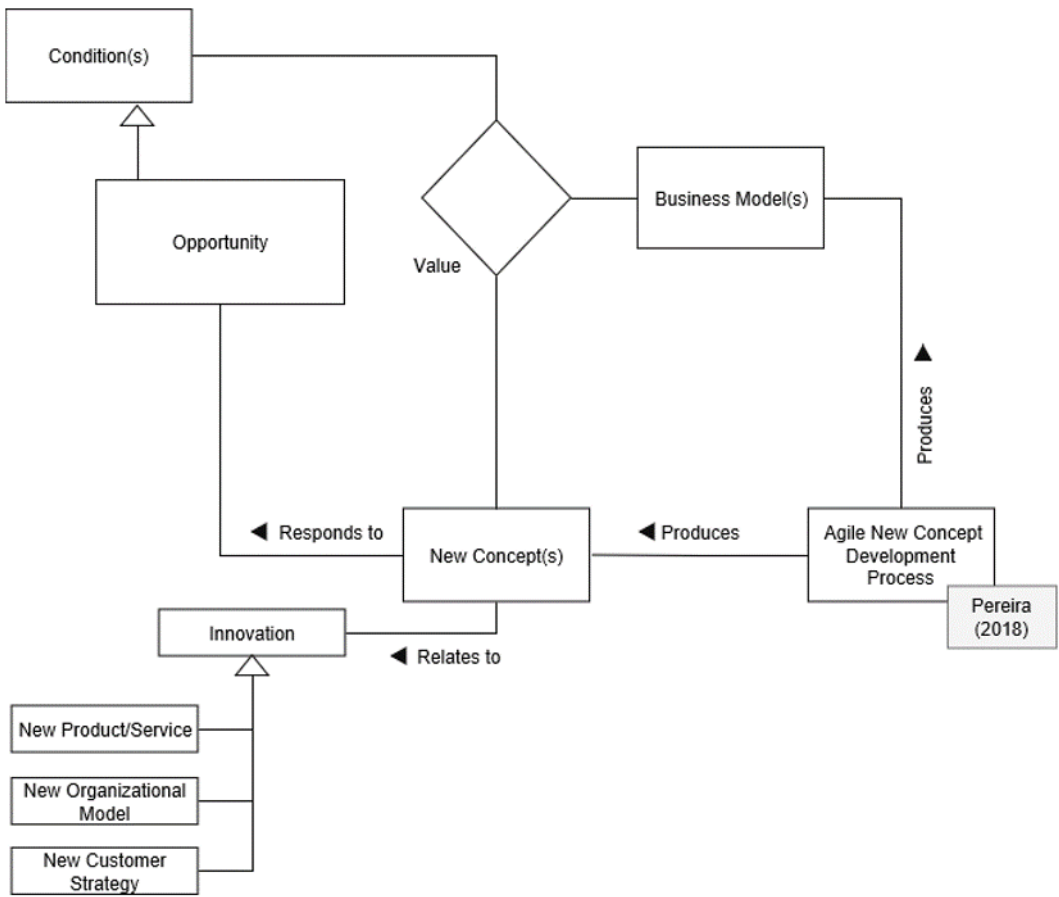 Condition(s)
Business Model(s)
Opportunity
Value
Produces
Responds to
Produces
New Concept(s)
Agile New Concept
Development
Process
Pereira
(2018)
Innovation
Relates to
New Product/Service
New Organizational
Model
New Customer
Strategy